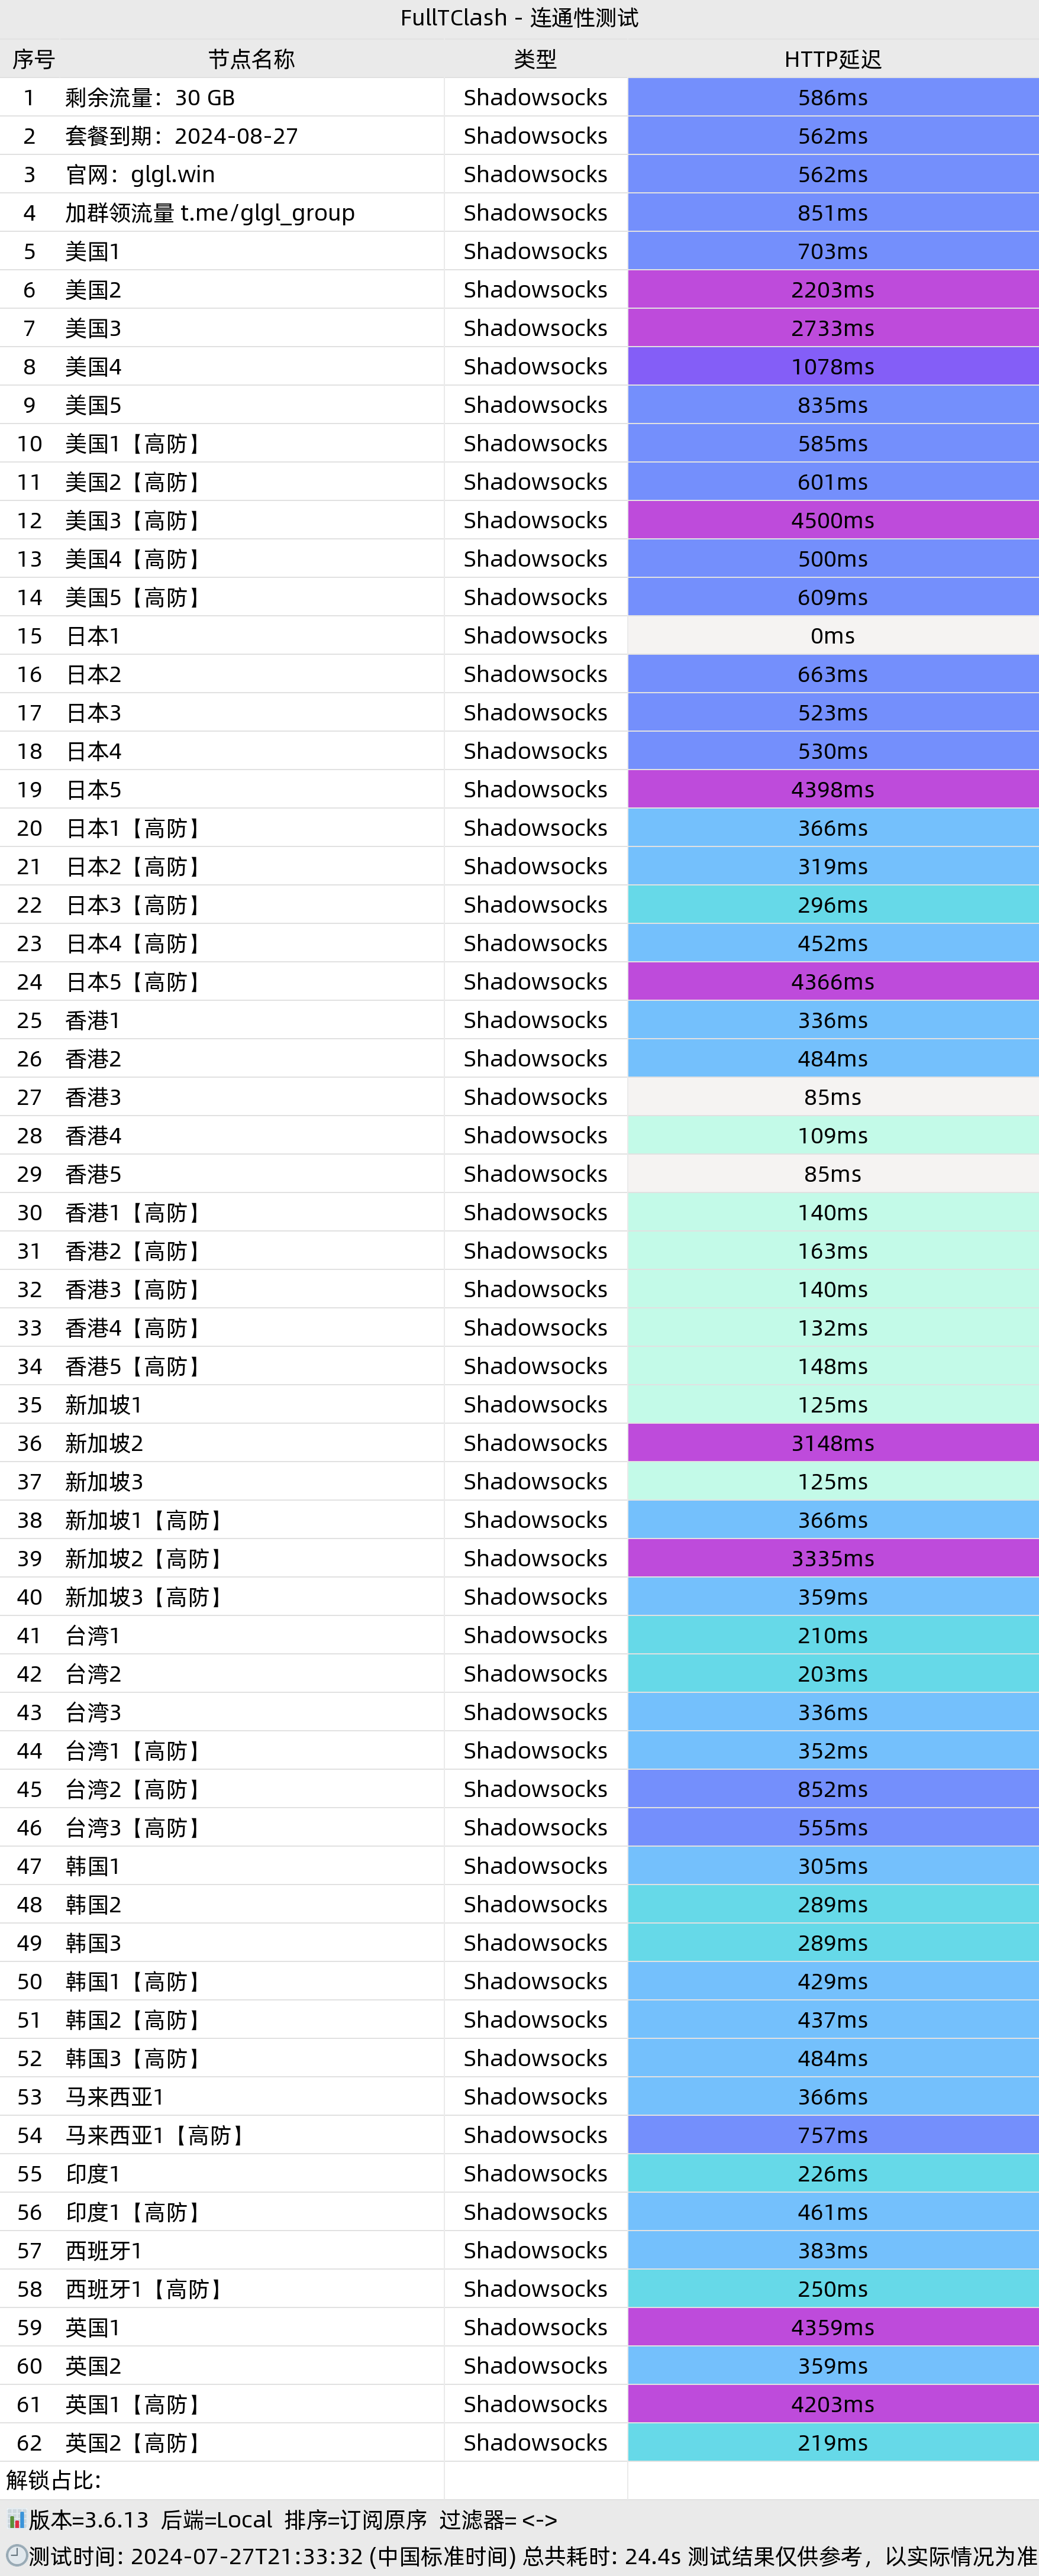 FullTClash - 连通性测试
序号 节点名称 类型 HTTP延迟
1 剩余流量：30 GB Shadowsocks 586ms
2 套餐到期：2024-08-27 Shadowsocks 562ms
3 官网：glgl.win Shadowsocks 562ms
4 加群领流量 t.me/glgl_group Shadowsocks 851ms
5 美国1 Shadowsocks 703ms
6 美国2 Shadowsocks 2203ms
7 美国3 Shadowsocks 2733ms
8 美国4 Shadowsocks 1078ms
9 美国5 Shadowsocks 835ms
10 美国1【高防】 Shadowsocks 585ms
11 美国2【高防】 Shadowsocks 601ms
12 美国3【高防】 Shadowsocks 4500ms
13 美国4【高防】 Shadowsocks 500ms
14 美国5【高防】 Shadowsocks 609ms
15 日本1 Shadowsocks 0ms
16 日本2 Shadowsocks 663ms
17 日本3 Shadowsocks 523ms
18 日本4 Shadowsocks 530ms
19 日本5 Shadowsocks 4398ms
20 日本1【高防】 Shadowsocks 366ms
21 日本2【高防】 Shadowsocks 319ms
22 日本3【高防】 Shadowsocks 296ms
23 日本4【高防】 Shadowsocks 452ms
24 日本5【高防】 Shadowsocks 4366ms
25 香港1 Shadowsocks 336ms
26 香港2 Shadowsocks 484ms
27 香港3 Shadowsocks 85ms
28 香港4 Shadowsocks 109ms
29 香港5 Shadowsocks 85ms
30 香港1【高防】 Shadowsocks 140ms
31 香港2【高防】 Shadowsocks 163ms
32 香港3【高防】 Shadowsocks 140ms
33 香港4【高防】 Shadowsocks 132ms
34 香港5【高防】 Shadowsocks 148ms
35 新加坡1 Shadowsocks 125ms
36 新加坡2 Shadowsocks 3148ms
37 新加坡3 Shadowsocks 125ms
38 新加坡1【高防】 Shadowsocks 366ms
39 新加坡2【高防】 Shadowsocks 3335ms
40 新加坡3【高防】 Shadowsocks 359ms
41 台湾1 Shadowsocks 210ms
42 台湾2 Shadowsocks 203ms
43 台湾3 Shadowsocks 336ms
44 台湾1【高防】 Shadowsocks 352ms
45 台湾2【高防】 Shadowsocks 852ms
46 台湾3【高防】 Shadowsocks 555ms
47 韩国1 Shadowsocks 305ms
48 韩国2 Shadowsocks 289ms
49 韩国3 Shadowsocks 289ms
50 韩国1【高防】 Shadowsocks 429ms
51 韩国2【高防】 Shadowsocks 437ms
52 韩国3【高防】 Shadowsocks 484ms
53 马来西亚1 Shadowsocks 366ms
54 马来西亚1【高防】 Shadowsocks 757ms
55 印度1 Shadowsocks 226ms
56 印度1【高防】 Shadowsocks 461ms
57 西班牙1 Shadowsocks 383ms
58 西班牙1【高防】 Shadowsocks 250ms
59 英国1 Shadowsocks 4359ms
60 英国2 Shadowsocks 359ms
61 英国1【高防】 Shadowsocks 4203ms
62 英国2【高防】 Shadowsocks 219ms
解锁占比:
版本=3.6.13 后端=Local 排序=订阅原序 过滤器= <->
测试时间: 2024-07-27T21:33:32 (中国标准时间) 总共耗时: 24.4s 测试结果仅供参考，以实际情况为准